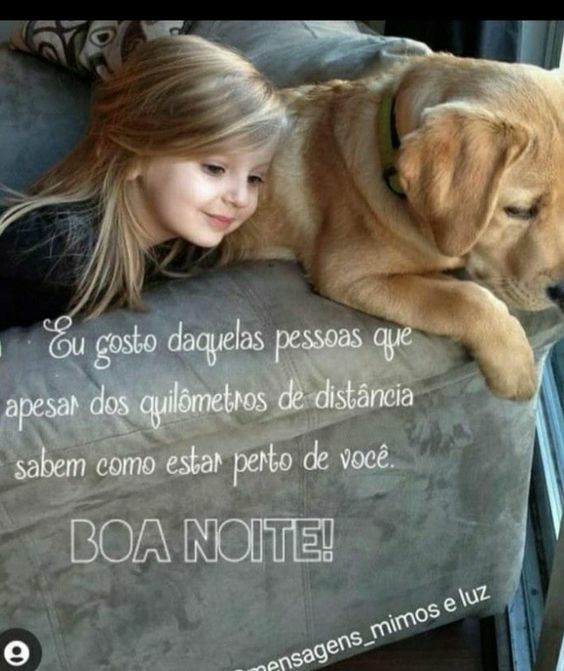 Eu gosto daquelas pessoas que
apesar dos quilômetros de distância
sabem como estar perto de você.
BOA NOITE!
mensagens_mimos e luz